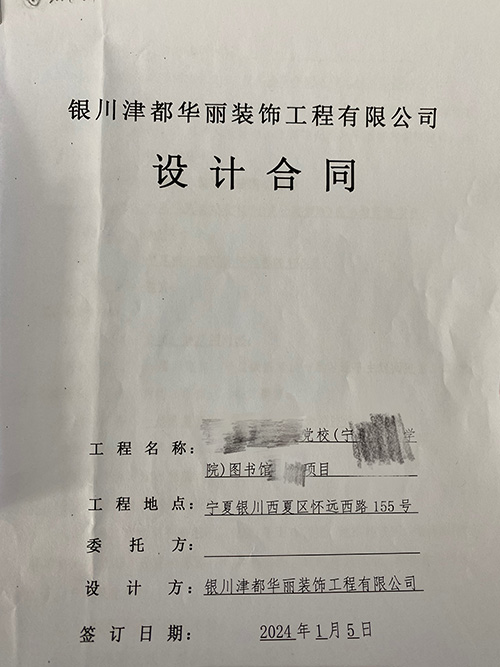 银川津都华丽装饰工程有限公司
设计合同
工程名称：党校(宁 学
院)图书馆 项目
工程地点：宁夏银川西夏区怀远西路155号
委托方：
设计方：银川津都华丽装饰工程有限公司
签订日期：2024年1月5日